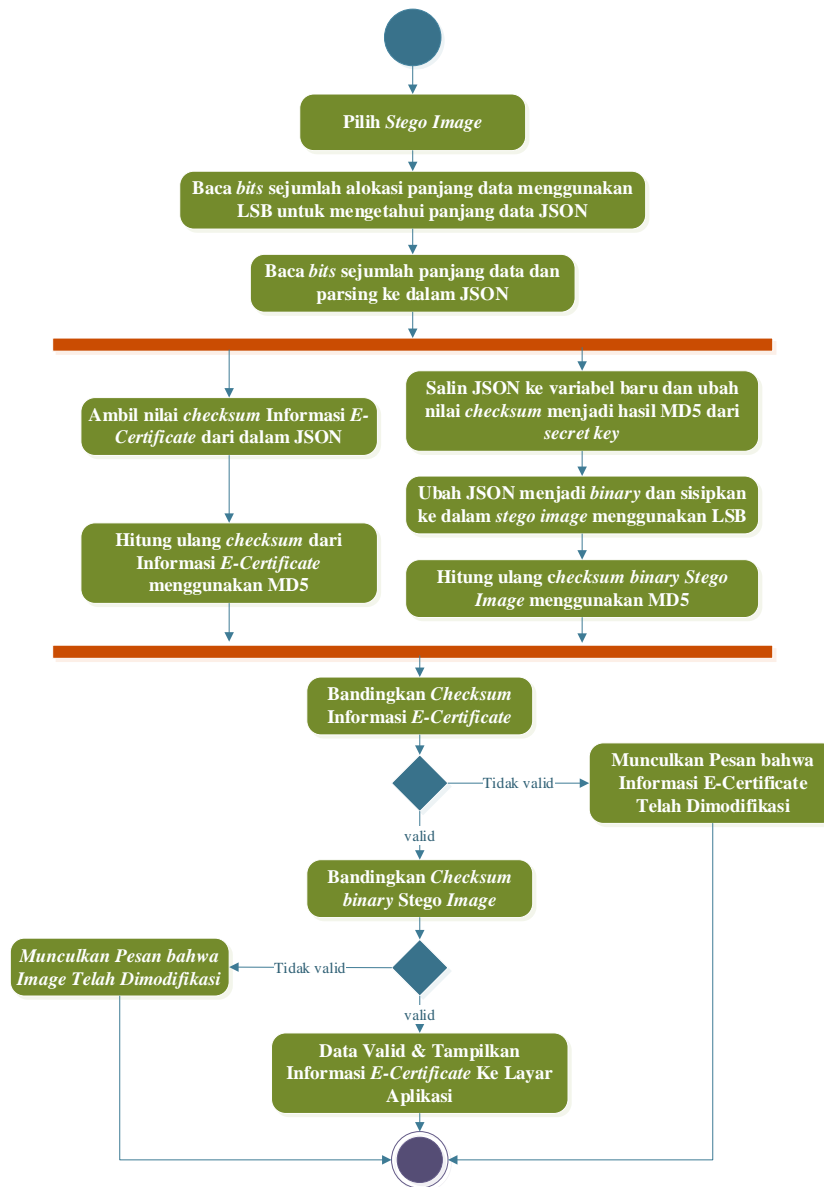 Pilih Stego Image
Baca bits sejumlah alokasi panjang data menggunakan
LSB untuk mengetahui panjang data JSON
Baca bits sejumlah panjang data dan
parsing ke dalam JSON
Ambil nilai checksum Informasi E-
Certificate dari dalam JSON
Hitung ulang checksum dari
Informasi E-Certificate
menggunakan MD5
Salin JSON ke variabel baru dan ubah
nilai checksum menjadi hasil MD5 dari
secret key
Ubah JSON menjadi binary dan sisipkan
ke dalam stego image menggunakan LSB
Hitung ulang checksum binary Stego
Image menggunakan MD5
Bandingkan Checksum
Informasi E-Certificate
Tidak valid
Munculkan Pesan bahwa
Informasi E-Certificate
Telah Dimodifikasi
valid
Bandingkan Checksum
binary Stego Image
Munculkan Pesan bahwa
Image Telah Dimodifikasi
Tidak valid
valid
Data Valid & Tampilkan
Informasi E-Certificate Ke Layar
Aplikasi